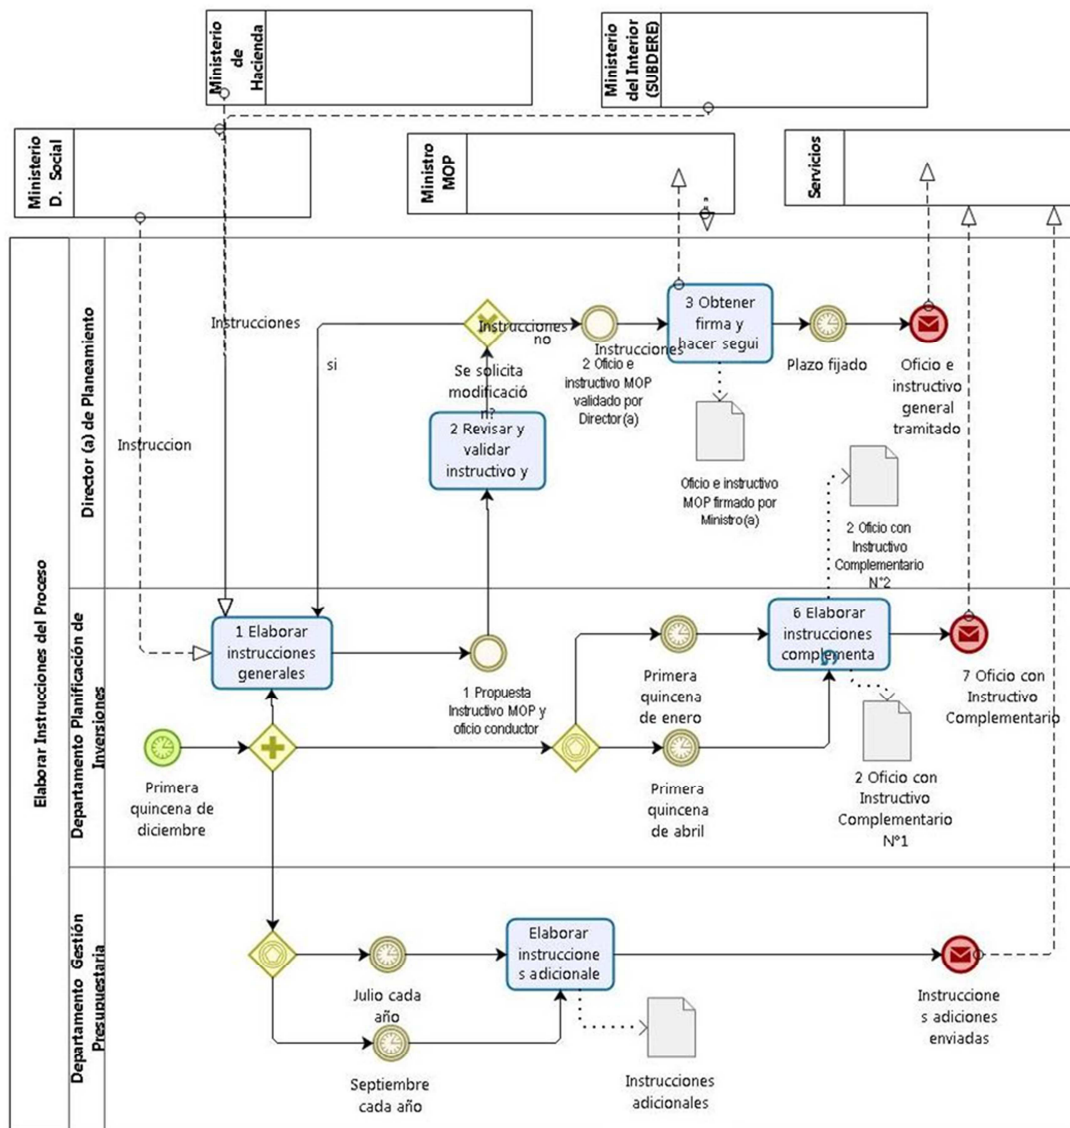 Ministerio
de
Hacienda
Ministerio
del Interior
(SUBDERE)
Ministerio
D. Social
Ministro
MOP
Servicios
Elaborar Instrucciones del Proceso
Director (a) de Planeamiento
Instrucciones
Instruccion
si
Se solicita
modificació
n?
Instrucciones
no
2 Oficio e
instructivo MOP
validado por
Director(a)
Instrucciones
3 Obtener
firma y
hacer segui
Plazo fijado
Oficio e
instructivo
general
tramitado
2 Revisar y
validar
instructivo y
Oficio e instructivo
MOP firmado por
Ministro(a)
2 Oficio con
Instructivo
Complementario
N°2
Departamento Planificación de
Inversiones
1 Elaborar
instrucciones
generales
1 Propuesta
Instructivo MOP y
oficio conductor
Primera
quincena de
diciembre
Primera
quincena
de enero
Primera
quincena
de abril
6 Elaborar
instrucciones
complementa
7 Oficio con
Instructivo
Complementario
2 Oficio con
Instructivo
Complementario
N°1
Departamento Gestión
Presupuestaria
Julio cada
año
Septiembre
cada año
Elaborar
instruccione
s adicionale
Instrucciones
adicionales
Instruccione
s adiciones
enviadas